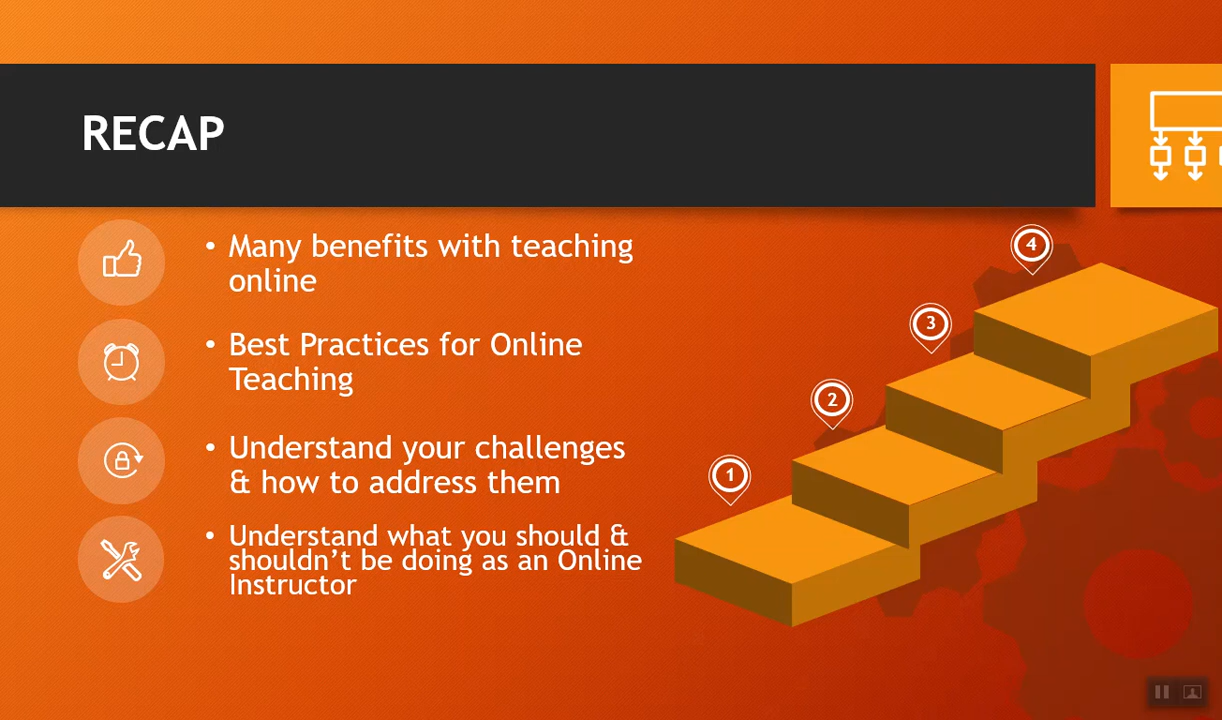 RECAP
• Many benefits with teaching
online
• Best Practices for Online
Teaching
• Understand your challenges
& how to address them
• Understand what you should &
shouldn't be doing as an Online
Instructor
4
3
2
1